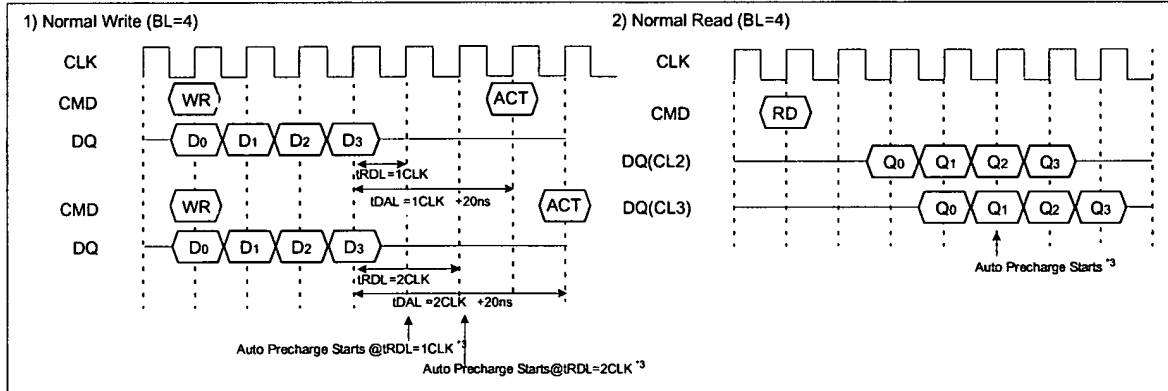 1) Normal Write (BL=4)
CLK
CMD
WR
ACT
DQ
D0 D1 D2 D3
tRDL=1CLK
tDAL =1CLK +20ns
CMD
WR
ACT
DQ
D0 D1 D2 D3
tRDL=2CLK
tDAL =2CLK +20ns
Auto Precharge Starts @tRDL=1CLK *3
Auto Precharge Starts@tRDL=2CLK *3
2) Normal Read (BL=4)
CLK
CMD
RD
DQ(CL2)
Q0 Q1 Q2 Q3
DQ(CL3)
Q0 Q1 Q2 Q3
Auto Precharge Starts *3